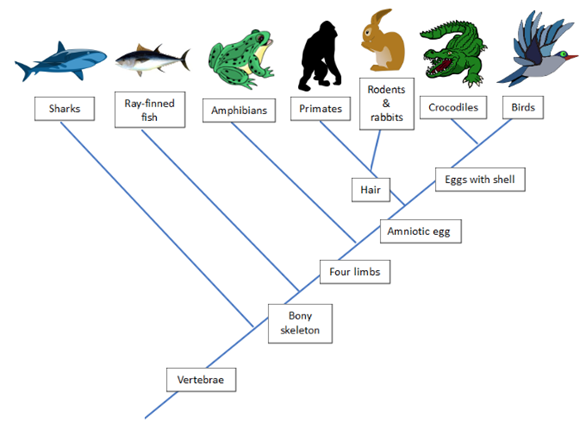 Sharks
Ray-finned
fish
Amphibians
Primates
Rodents
&
rabbits
Crocodiles
Birds
Eggs with shell
Hair
Amniotic egg
Four limbs
Bony
skeleton
Vertebrae